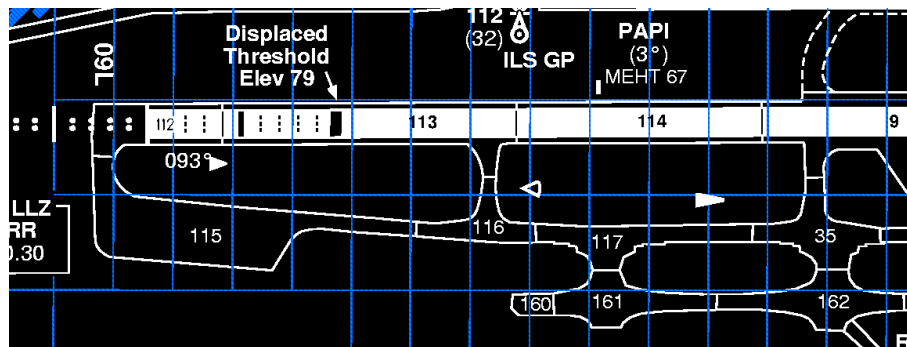 112
(32)
ILS GP
PAPI
(3°)
MEHT 67
Displaced
Threshold
Elev 79
09L
112
113
114
9
093°
LLZ
RR
0.30
115
116
117
35
160
161
162